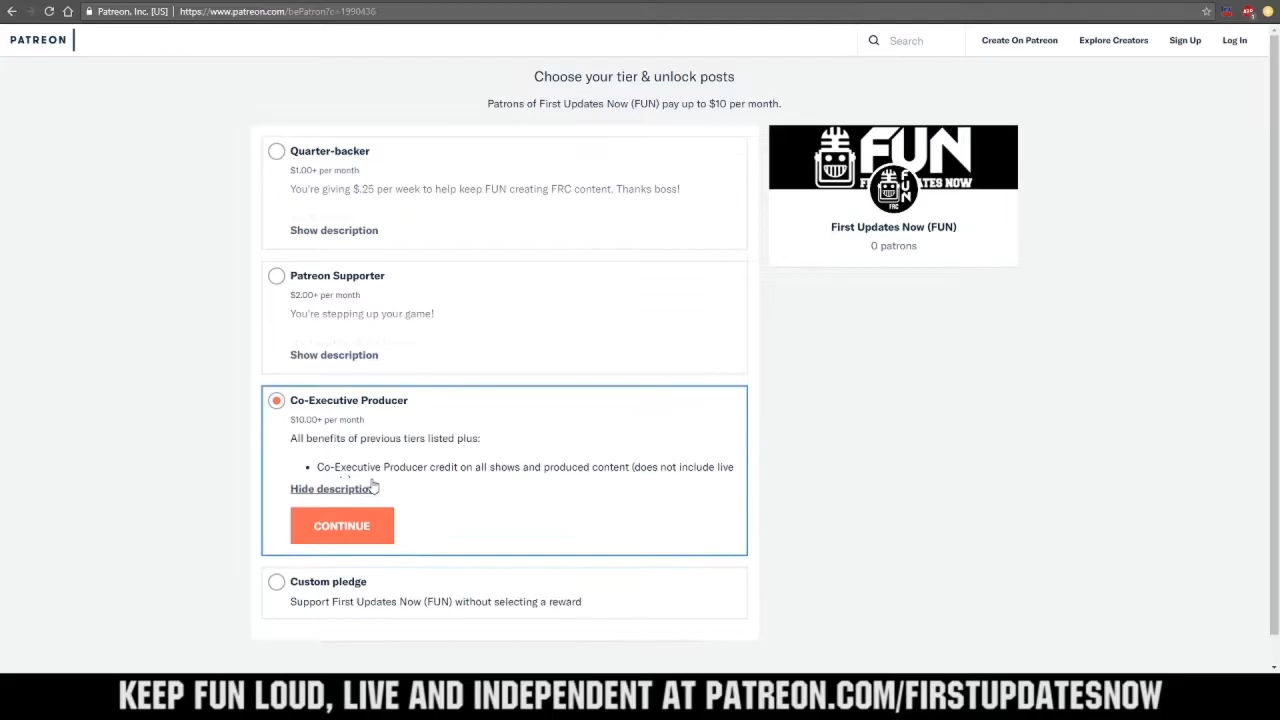 Patreon, Inc. [US] | https://www.patreon.com/bePatron?c=1990436
PATREON
Search
Create On Patreon
Explore Creators
Sign Up
Log In
Choose your tier & unlock posts
Patrons of First Updates Now (FUN) pay up to $10 per month.
Quarter-backer
$1.00+ per month
You're giving $.25 per week to help keep FUN creating FRC content. Thanks boss!
Show description
Patreon Supporter
$2.00+ per month
You're stepping up your game!
Show description
Co-Executive Producer
$10.00+ per month
All benefits of previous tiers listed plus:
• Co-Executive Producer credit on all shows and produced content (does not include live
Hide description
CONTINUE
Custom pledge
Support First Updates Now (FUN) without selecting a reward
FUN
FUN
FRC
First Updates Now (FUN)
0 patrons
KEEP FUN LOUD, LIVE AND INDEPENDENT AT PATREON.COM/FIRSTUPDATESNOW